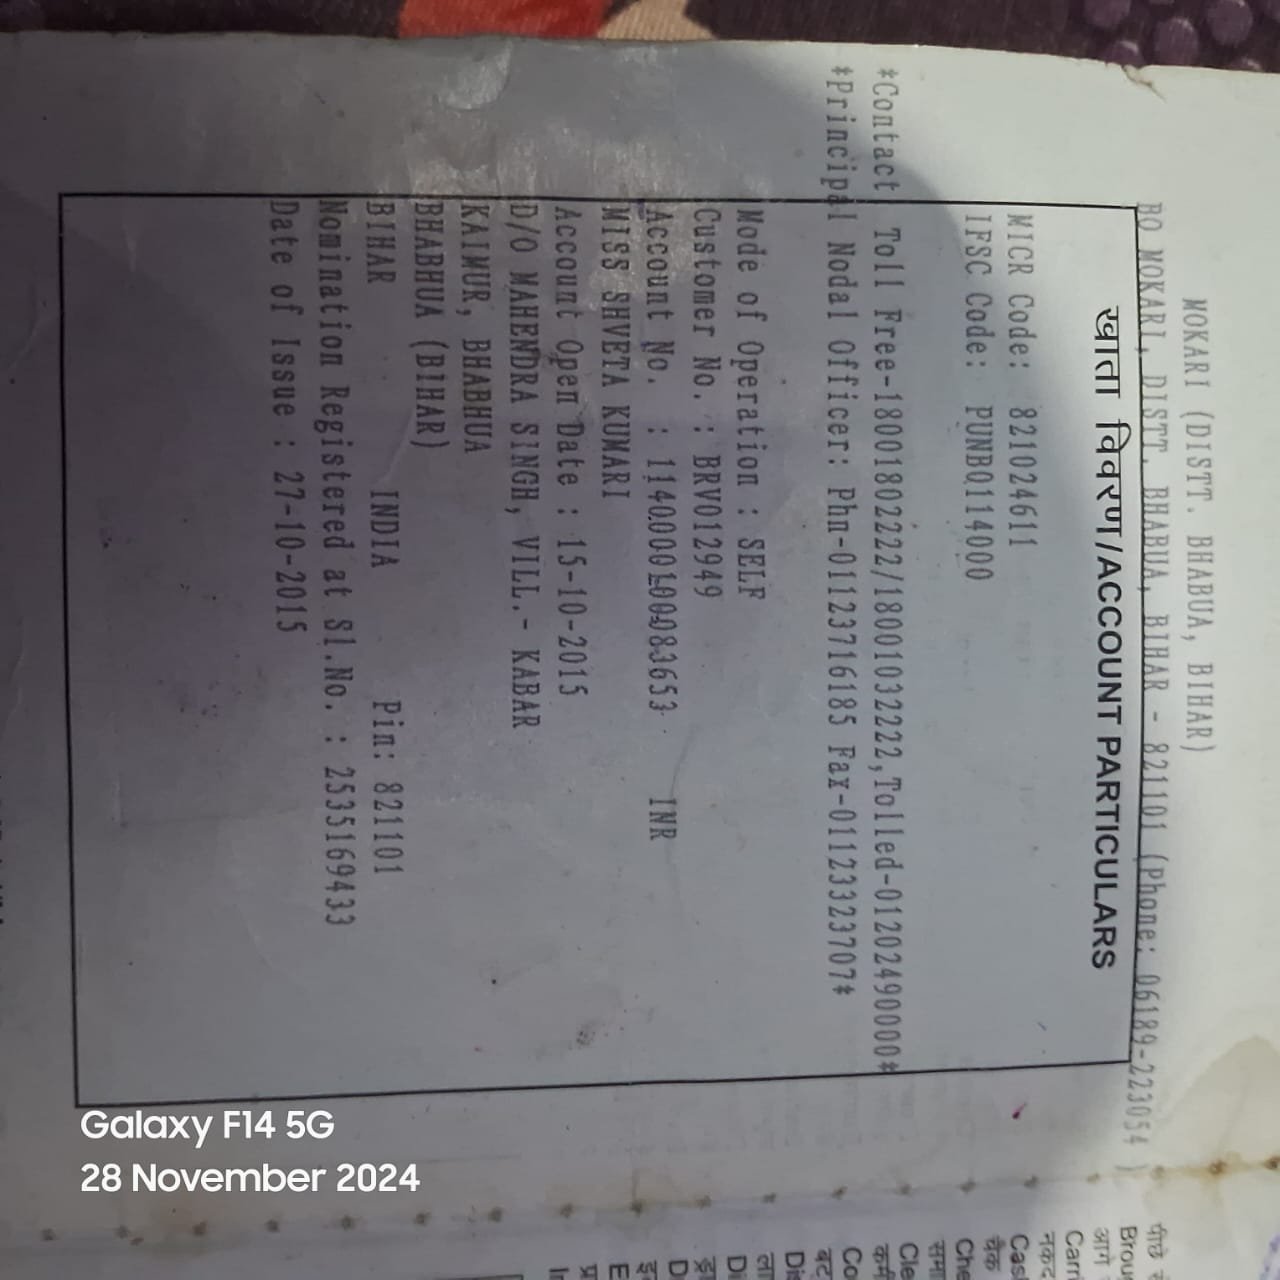 MOKARI (DISTT. BHABUA, BIHAR)
BO MOKARI, DISTT. BHABUA, BIHAR - 821101 (Phone: 06189-223054 )
खाता विवरण/ACCOUNT PARTICULARS
MICR Code: 821024611
IFSC Code: PUNB0114000
*Contact Toll Free-18001802222/18001032222,Tolled-01202490000*
*Principal Nodal Officer: Phn-01123716185 Fax-01123323707*
Mode of Operation : SELF
Customer No. : BRV012949
Account No. : 1140000100083653 INR
MISS SHVETA KUMARI
Account Open Date : 15-10-2015
D/O MAHENDRA SINGH, VILL.- KABAR
KAIMUR, BHABHUA
BHABHUA (BIHAR)
BIHAR INDIA Pin: 821101
Nomination Registered at Sl.No. : 2535169433
Date of Issue : 27-10-2015
Galaxy F14 5G
28 November 2024
पीछे
आगे
नकद
चैक